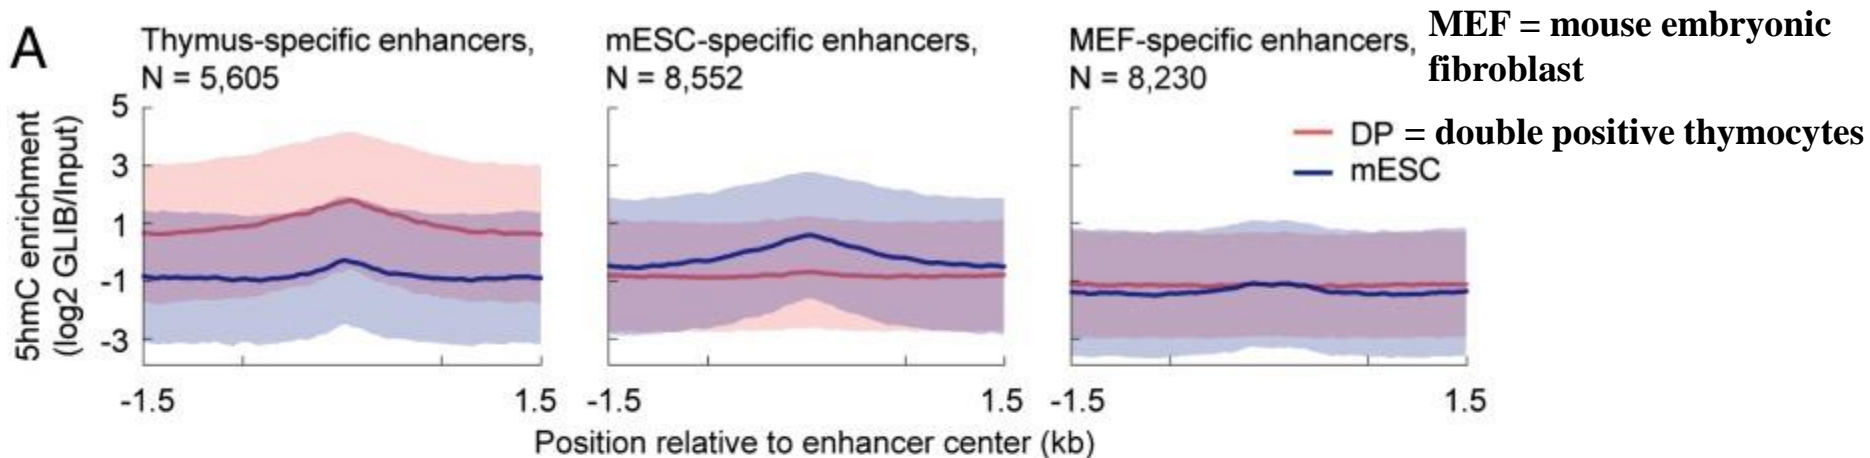 A
Thymus-specific enhancers,
N = 5,605
mESC-specific enhancers,
N = 8,552
MEF-specific enhancers,
N = 8,230
MEF = mouse embryonic
fibroblast
DP = double positive thymocytes
mESC
5hmC enrichment
(log2 GLIB/Input)
5
3
1
-1
-3
-1.5
1.5
-1.5
1.5
-1.5
1.5
Position relative to enhancer center (kb)